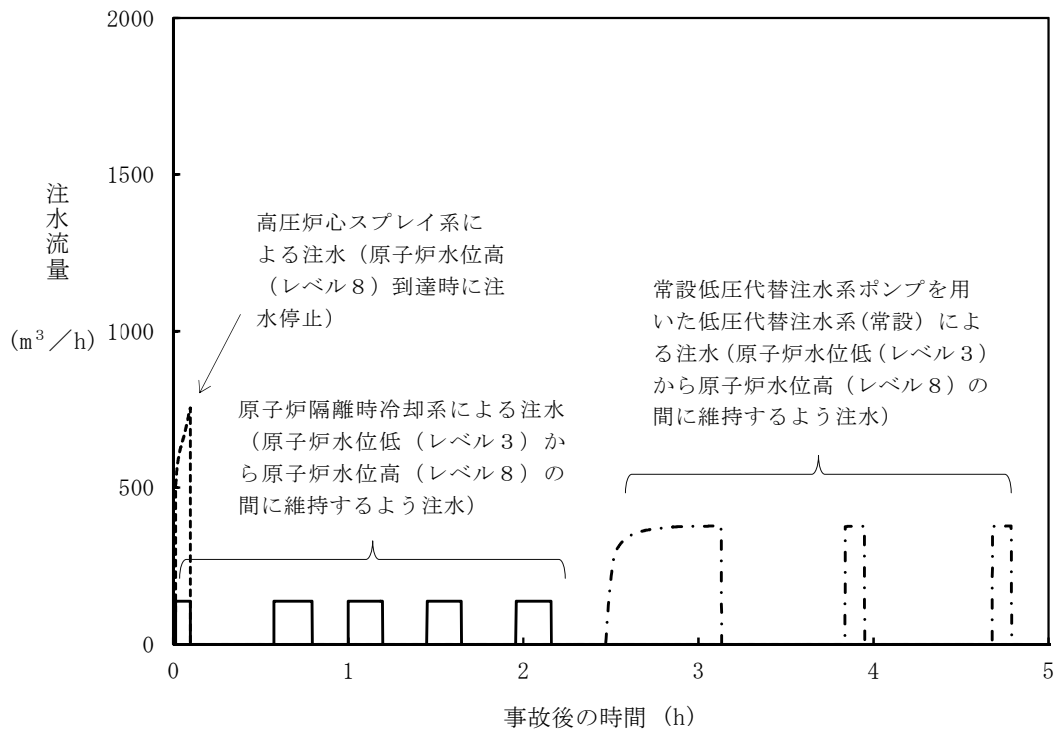 2000
1500
1000
500
0
注水流量
(m³／h)
高圧炉心スプレイ系に
よる注水（原子炉水位高
（レベル８）到達時に注
水停止）
原子炉隔離時冷却系による注水
（原子炉水位低（レベル３）か
ら原子炉水位高（レベル８）の
間に維持するよう注水）
常設低圧代替注水系ポンプを用
いた低圧代替注水系(常設）によ
る注水（原子炉水位低（レベル３）
から原子炉水位高（レベル８）の
間に維持するよう注水）
0 1 2 3 4 5
事故後の時間 (h)